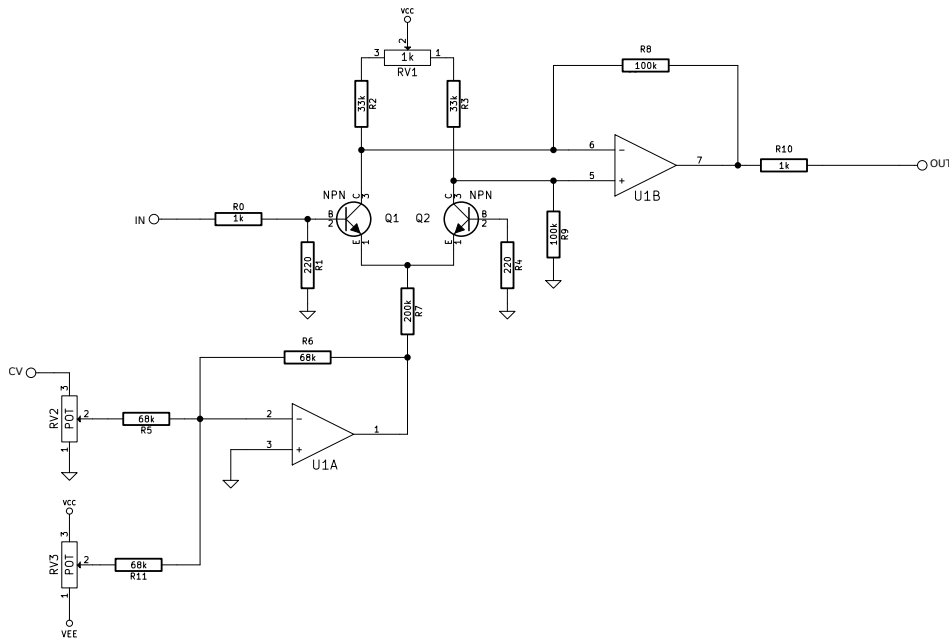 VCC
2
3 1k 1
RV1
33k R2
33k R3
R8
100k
6 −
5 +
7
U1B
R10
1k
OUT
C 3
NPN
C 3
NPN
IN
R0
1k
B
2
Q1
Q2
B
2
E 1
E 1
220 R1
220 R4
100k R9
200k R7
R6
68k
CV
3
RV2 POT
2
1
68k
R5
2 −
3 +
1
U1A
VCC
3
RV3 POT
2
1
68k
R11
VEE